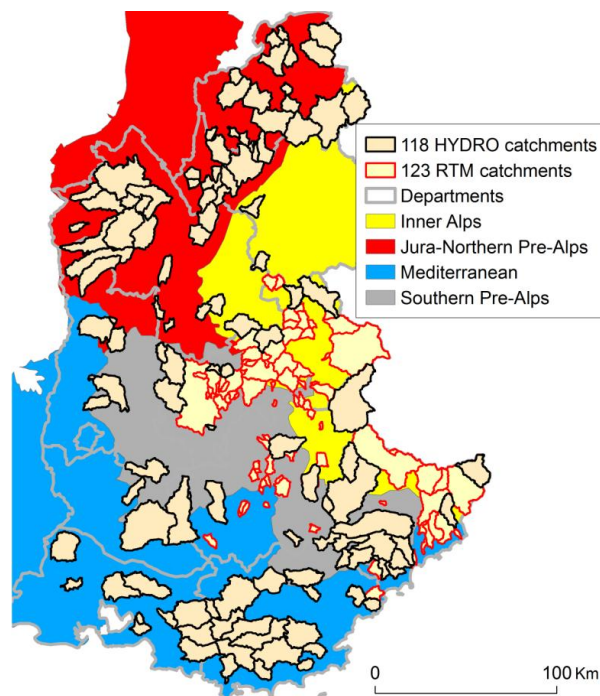 118 HYDRO catchments
123 RTM catchments
Departments
Inner Alps
Jura-Northern Pre-Alps
Mediterranean
Southern Pre-Alps
0 100 Km